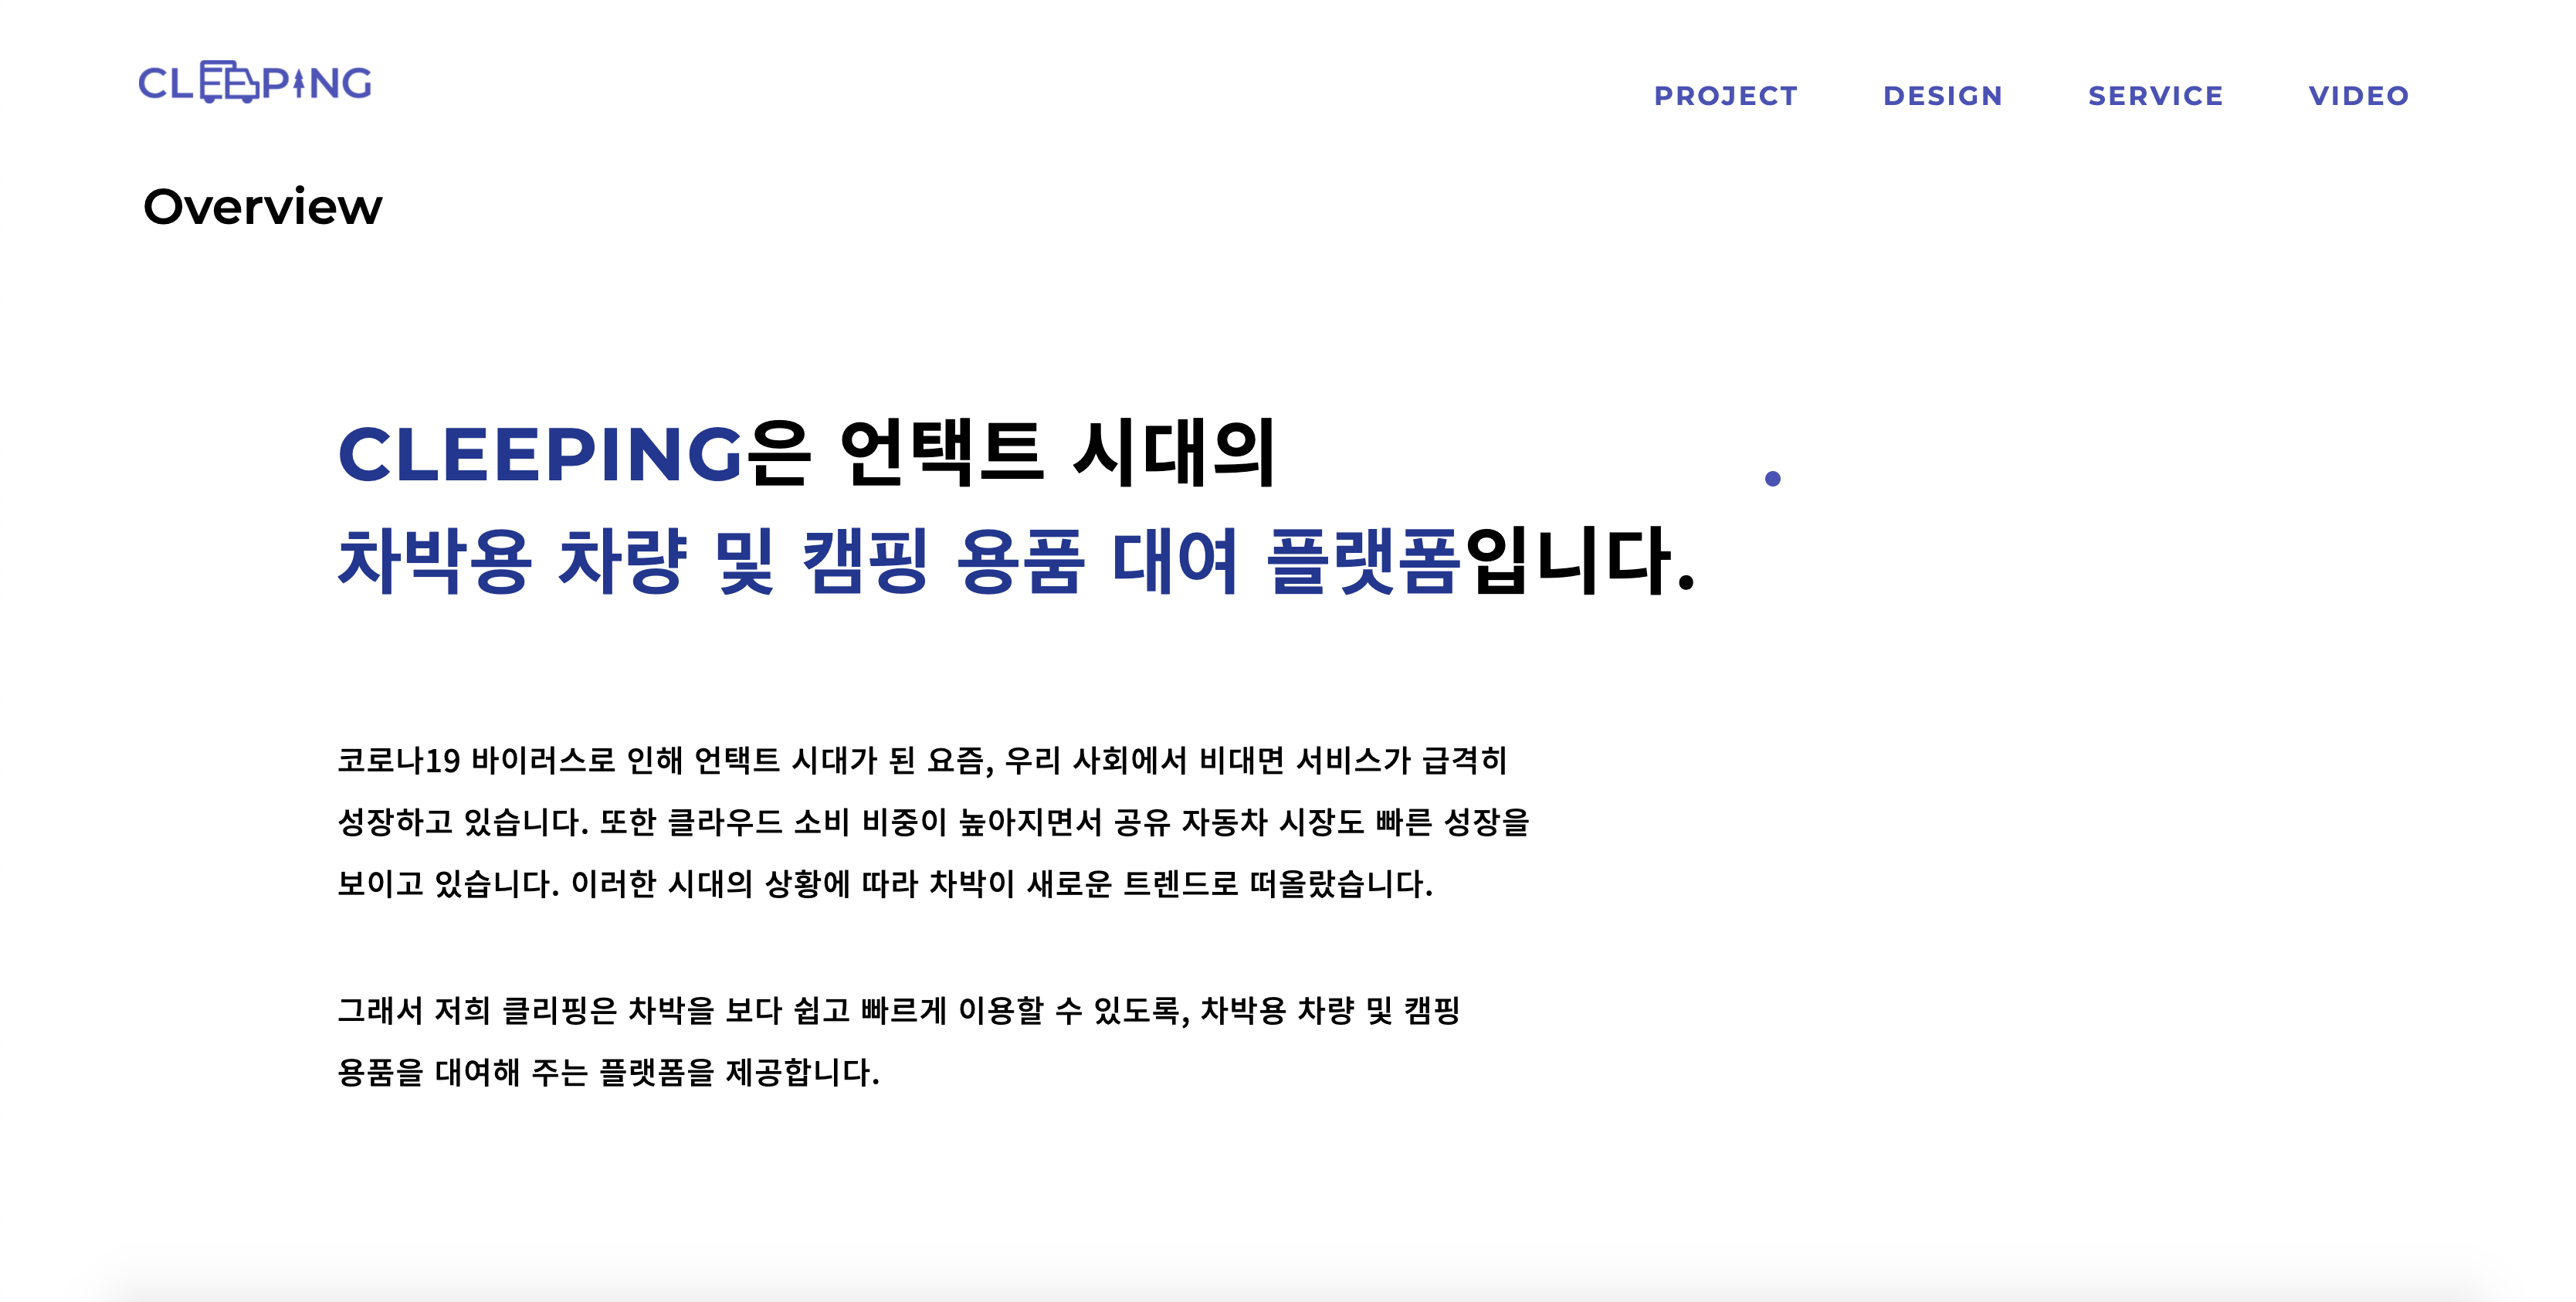 CLEEPING
PROJECT DESIGN SERVICE VIDEO
Overview
CLEEPING은 언택트 시대의
차박용 차량 및 캠핑 용품 대여 플랫폼입니다.
코로나19 바이러스로 인해 언택트 시대가 된 요즘, 우리 사회에서 비대면 서비스가 급격히
성장하고 있습니다. 또한 클라우드 소비 비중이 높아지면서 공유 자동차 시장도 빠른 성장을
보이고 있습니다. 이러한 시대의 상황에 따라 차박이 새로운 트렌드로 떠올랐습니다.
그래서 저희 클리핑은 차박을 보다 쉽고 빠르게 이용할 수 있도록, 차박용 차량 및 캠핑
용품을 대여해 주는 플랫폼을 제공합니다.